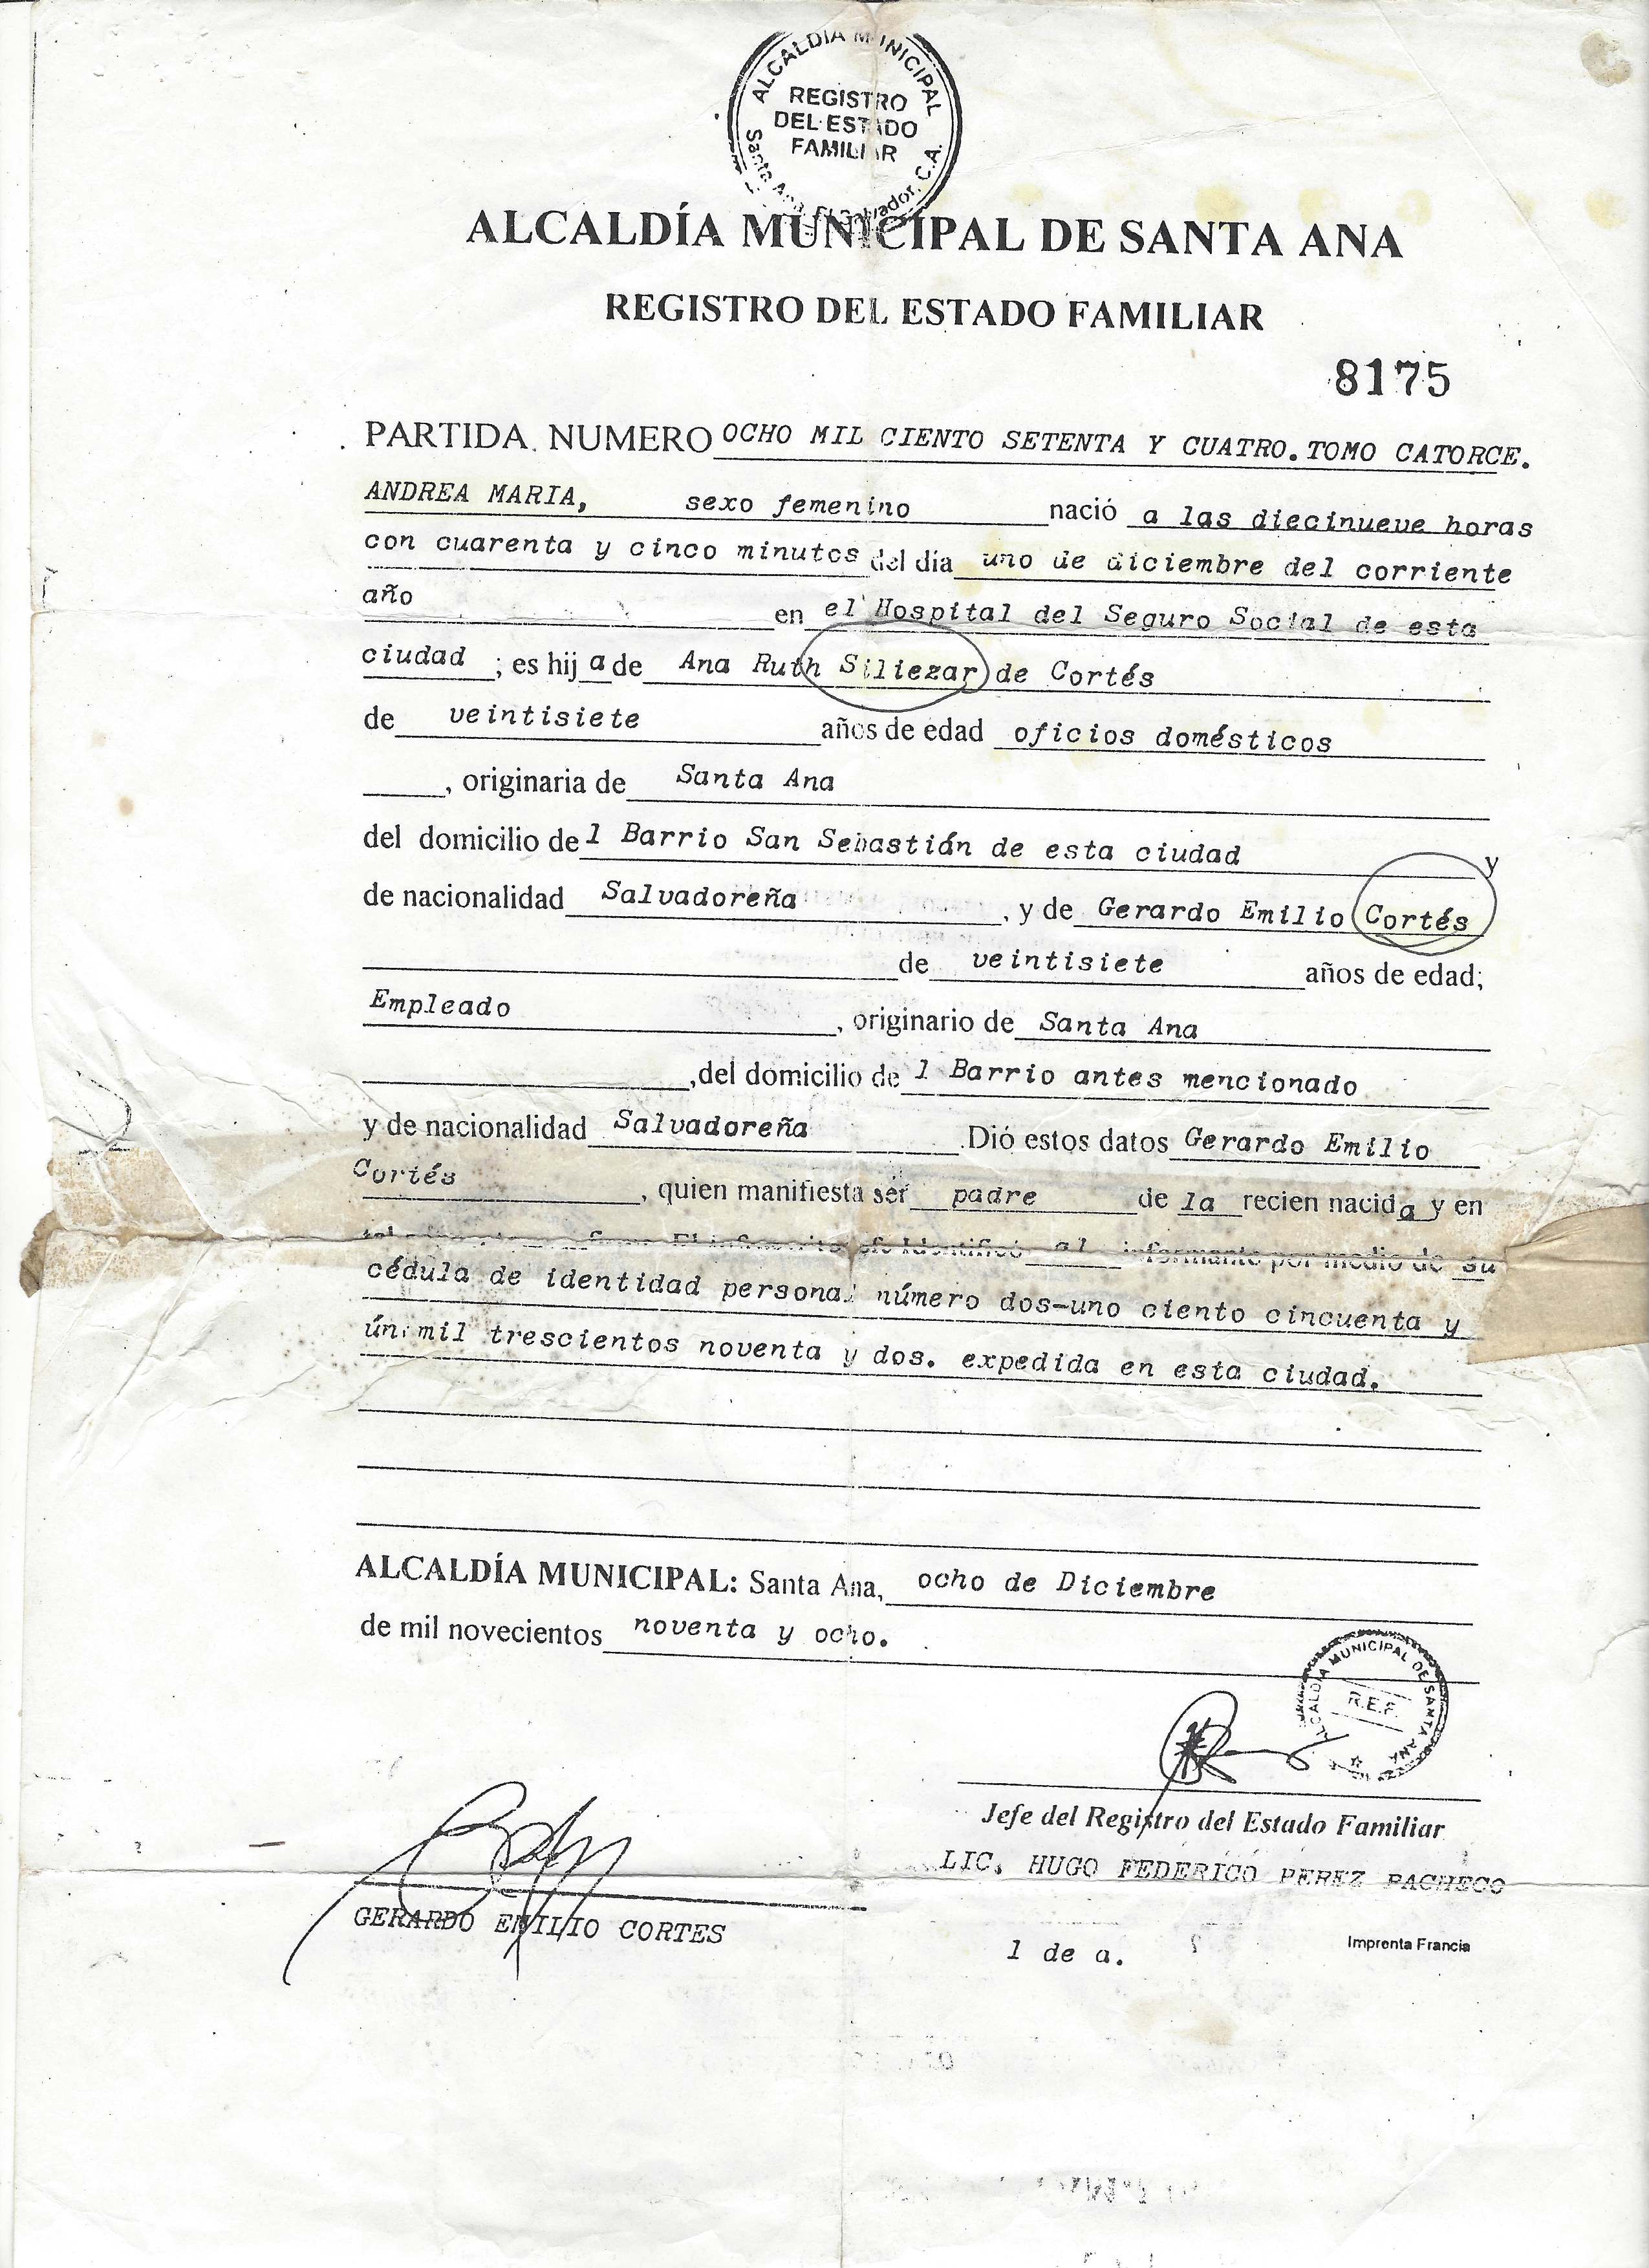 ALCALDIA MUNICIPAL
REGISTRO
DEL ESTADO
FAMILIAR
Santa Ana, El Salvador, C.A.
ALCALDÍA MUNICIPAL DE SANTA ANA
REGISTRO DEL ESTADO FAMILIAR
8175
PARTIDA. NUMERO OCHO MIL CIENTO SETENTA Y CUATRO. TOMO CATORCE.
ANDREA MARIA, sexo femenino nació a las diecinueve horas
con cuarenta y cinco minutos del día uno de diciembre del corriente
año en el Hospital del Seguro Social de esta
ciudad ; es hija de Ana Ruth Siliezar de Cortés
de veintisiete años de edad oficios domésticos
, originaria de Santa Ana
del domicilio del Barrio San Sebastián de esta ciudad y
de nacionalidad Salvadoreña , y de Gerardo Emilio Cortés
de veintisiete años de edad;
Empleado , originario de Santa Ana
,del domicilio del Barrio antes mencionado
y de nacionalidad Salvadoreña .Dió estos datos Gerardo Emilio
Cortés , quien manifiesta ser padre de la recien nacida y en
firma. El infrascrito Jefe Identificó al informante por medio de su
cédula de identidad personal número dos-uno ciento cincuenta y
ún mil trescientos noventa y dos. expedida en esta ciudad.
ALCALDÍA MUNICIPAL: Santa Ana, ocho de Diciembre
de mil novecientos noventa y ocho.
ALCALDIA MUNICIPAL DE SANTA ANA
R.E.F.
Jefe del Registro del Estado Familiar
LIC. HUGO FEDERICO PEREZ PACHECO
GERARDO EMILIO CORTES
1 de a.
Imprenta Francia